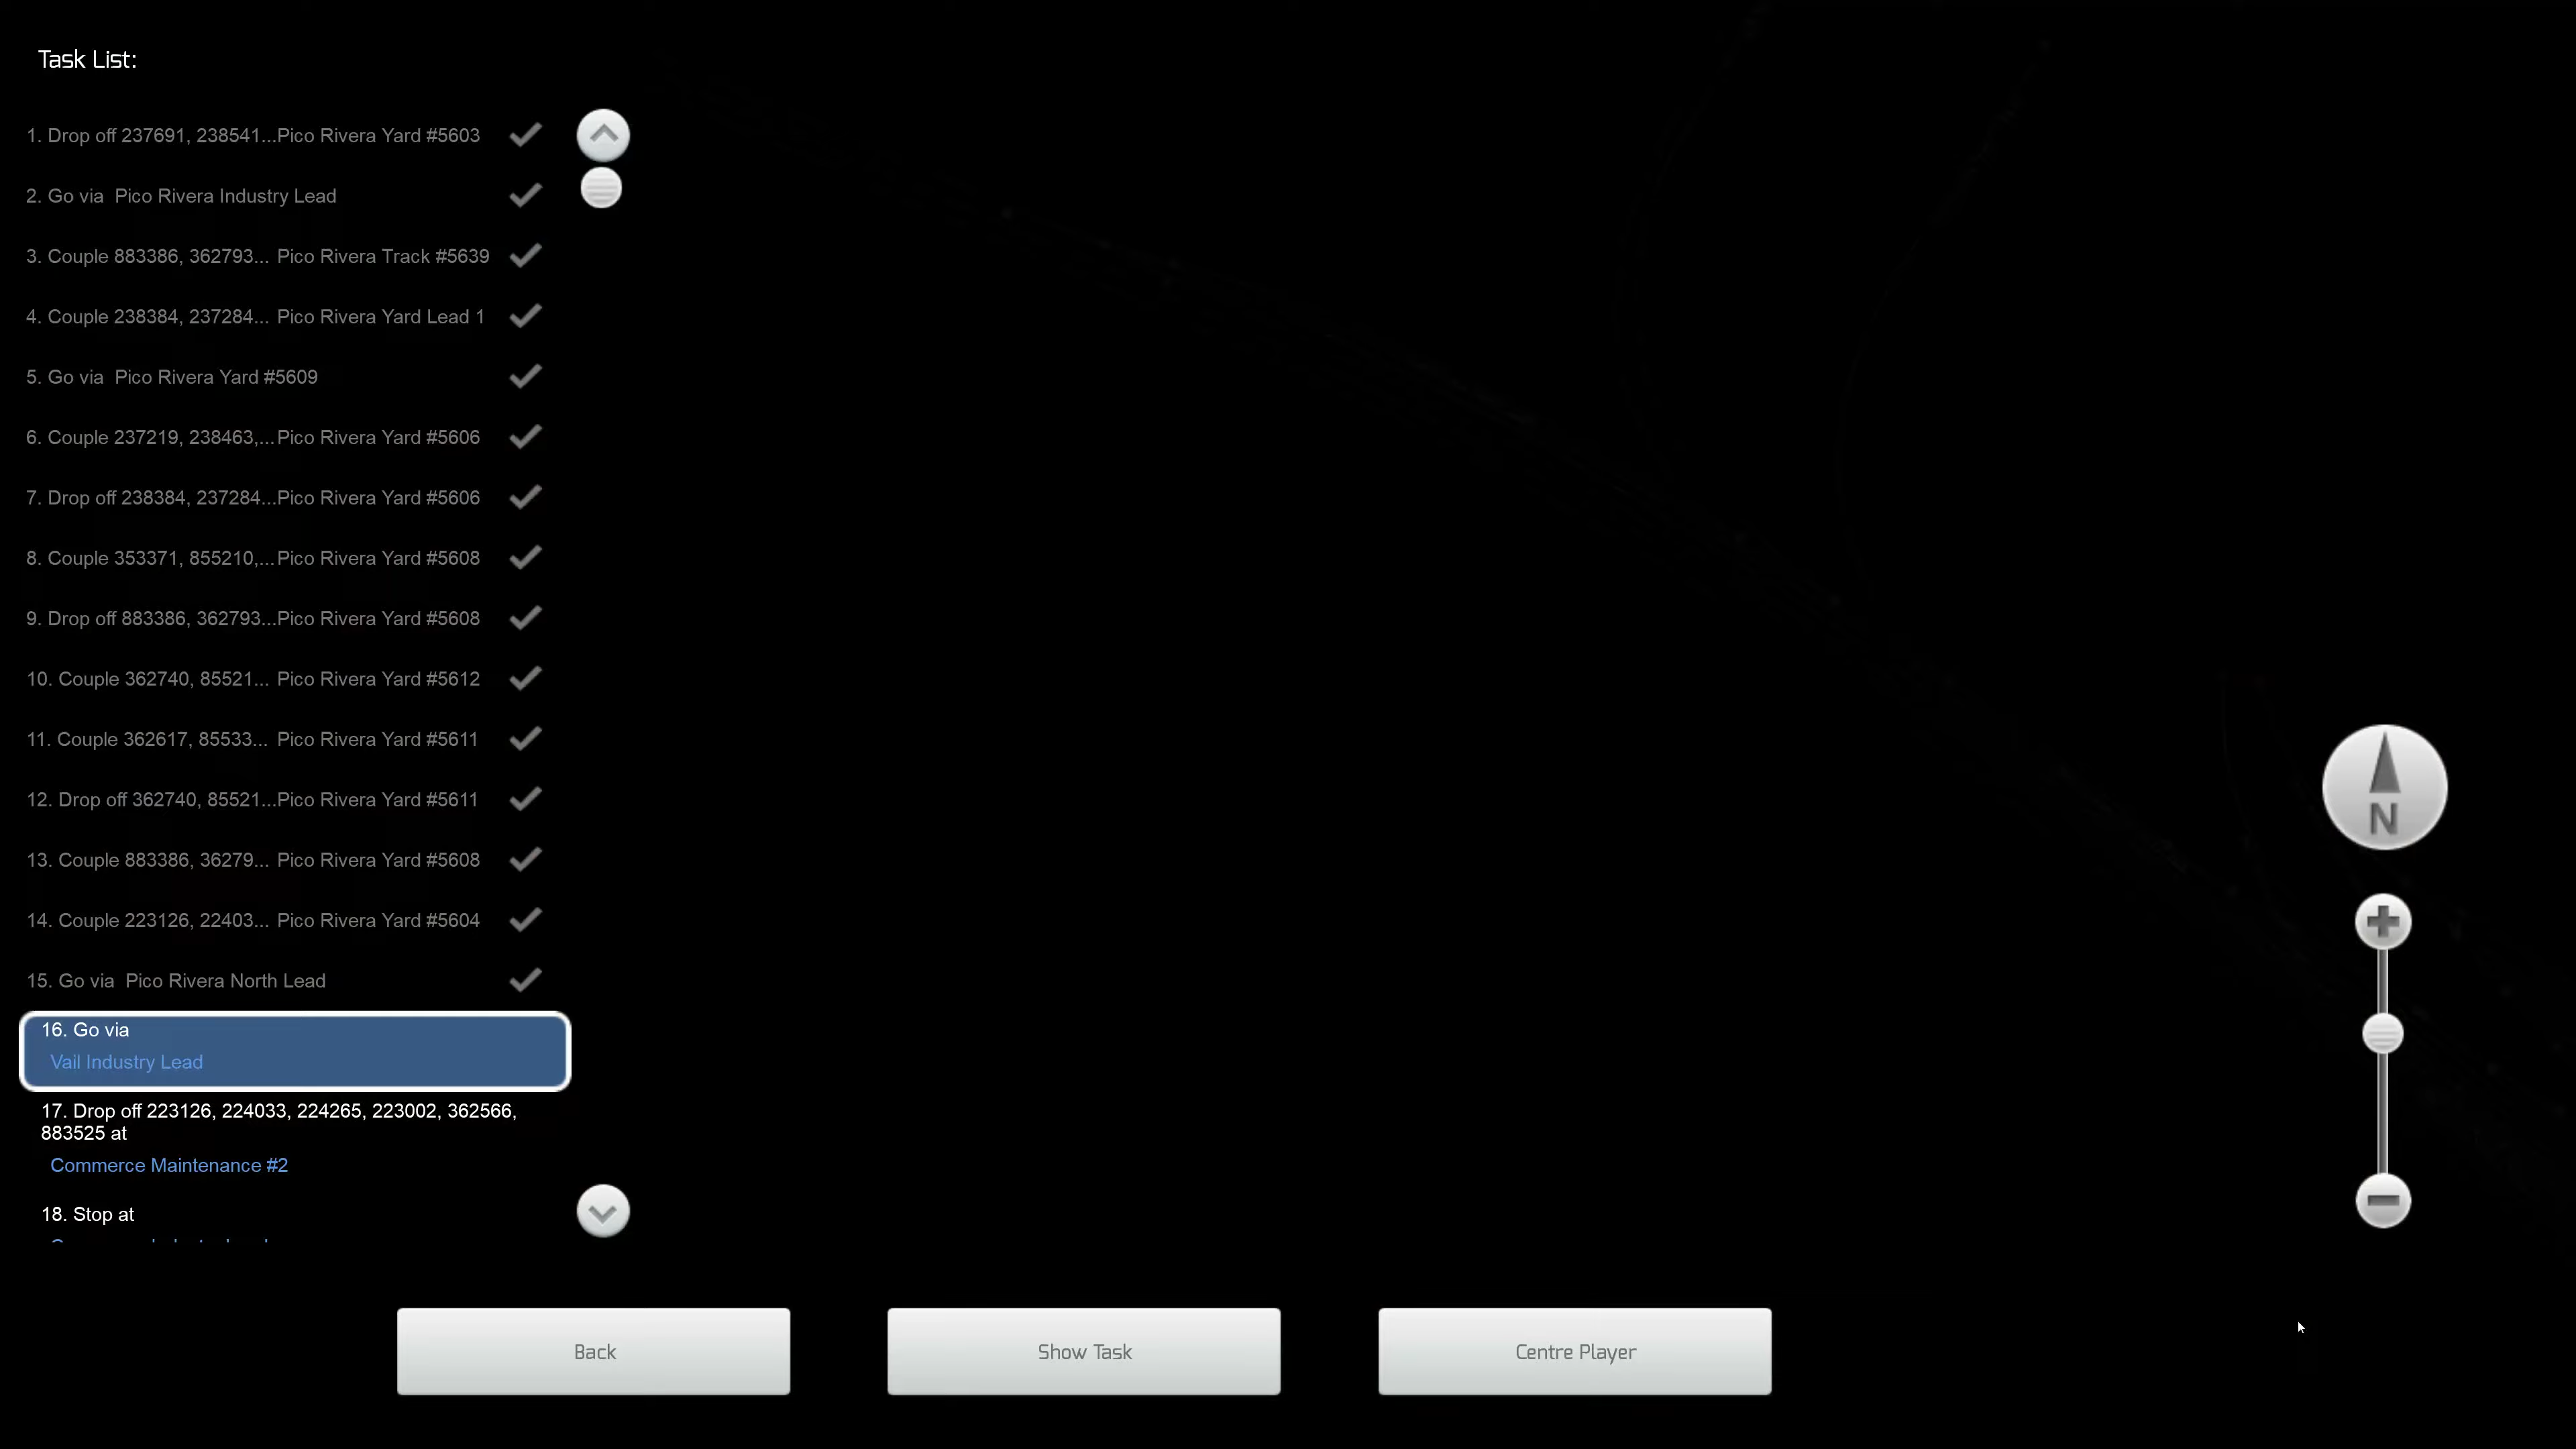 Task List:
1. Drop off 237691, 238541...Pico Rivera Yard #5603
2. Go via  Pico Rivera Industry Lead
3. Couple 883386, 362793... Pico Rivera Track #5639
4. Couple 238384, 237284... Pico Rivera Yard Lead 1
5. Go via  Pico Rivera Yard #5609
6. Couple 237219, 238463,...Pico Rivera Yard #5606
7. Drop off 238384, 237284...Pico Rivera Yard #5606
8. Couple 353371, 855210,...Pico Rivera Yard #5608
9. Drop off 883386, 362793...Pico Rivera Yard #5608
10. Couple 362740, 85521... Pico Rivera Yard #5612
11. Couple 362617, 85533... Pico Rivera Yard #5611
12. Drop off 362740, 85521...Pico Rivera Yard #5611
13. Couple 883386, 36279... Pico Rivera Yard #5608
14. Couple 223126, 22403... Pico Rivera Yard #5604
15. Go via  Pico Rivera North Lead
16. Go via
Vail Industry Lead
17. Drop off 223126, 224033, 224265, 223002, 362566,
883525 at
Commerce Maintenance #2
18. Stop at
N
Back
Show Task
Centre Player